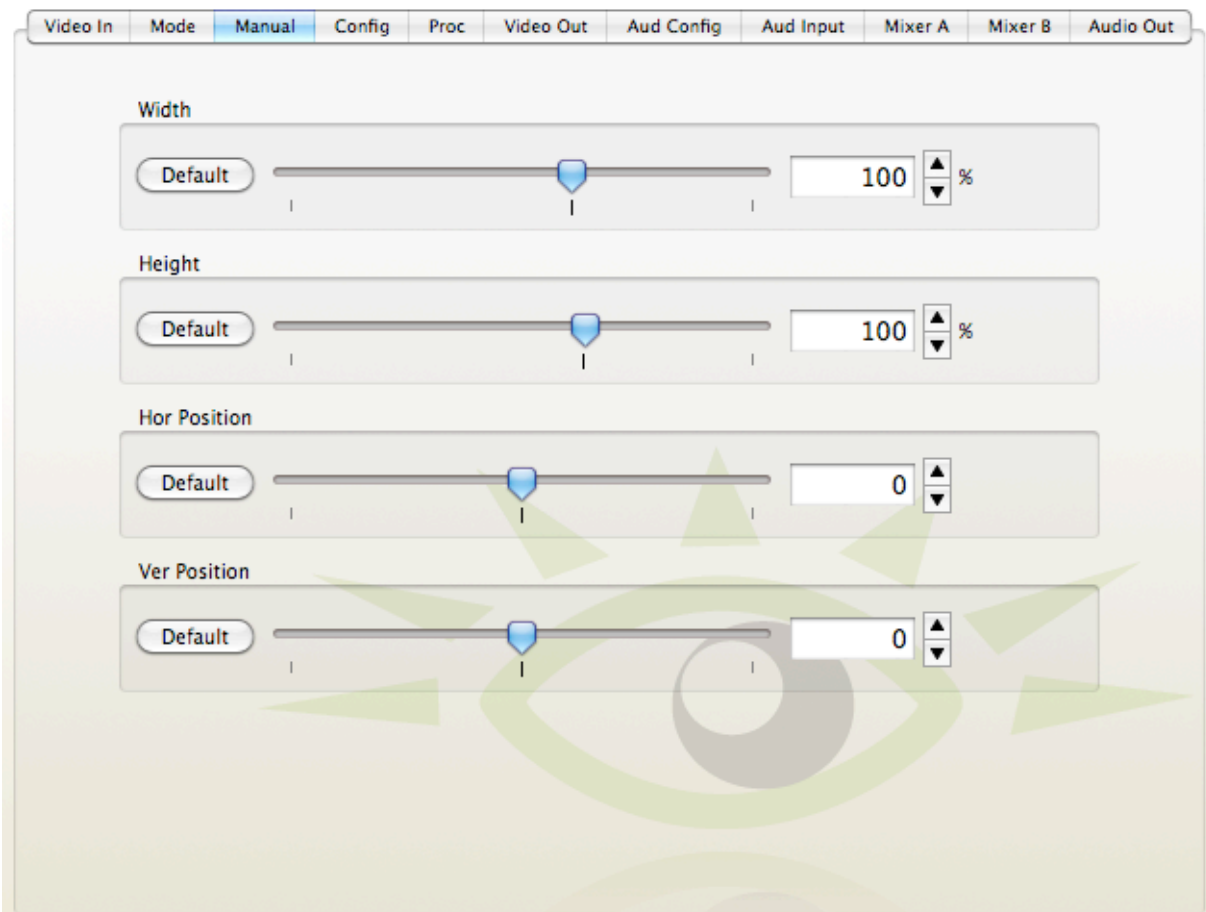 Video In Mode Manual Config Proc Video Out Aud Config Aud Input Mixer A Mixer B Audio Out
Width
Default 100 %
Height
Default 100 %
Hor Position
Default 0
Ver Position
Default 0